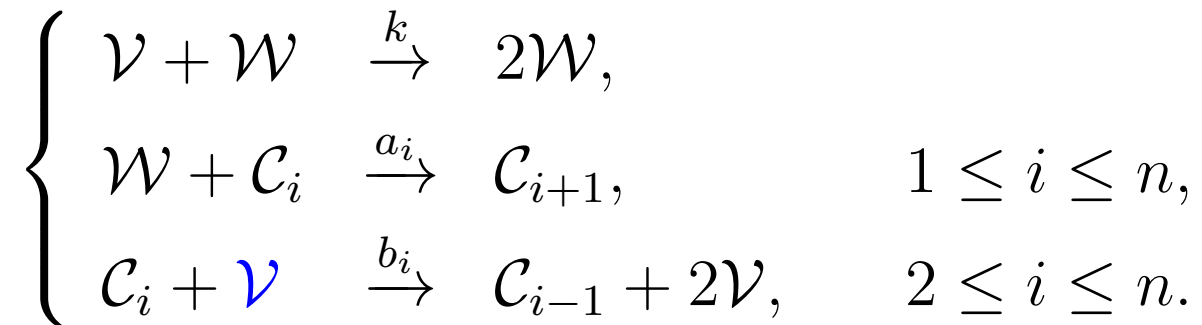 𝒱 + 𝒲 →^k 2𝒲,
𝒲 + 𝒞_i →^{a_i} 𝒞_{i+1}, 1 ≤ i ≤ n,
𝒞_i + 𝒱 →^{b_i} 𝒞_{i−1} + 2𝒱, 2 ≤ i ≤ n.